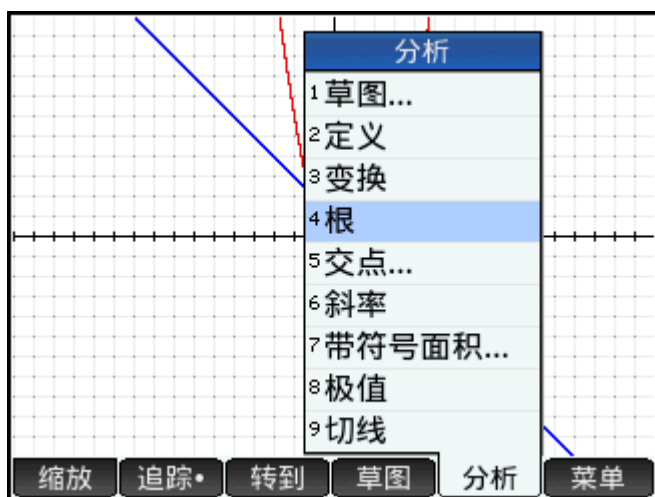 分析
1草图...
2定义
3变换
4根
5交点...
6斜率
7带符号面积...
8极值
9切线
缩放 追踪• 转到 草图 分析 菜单